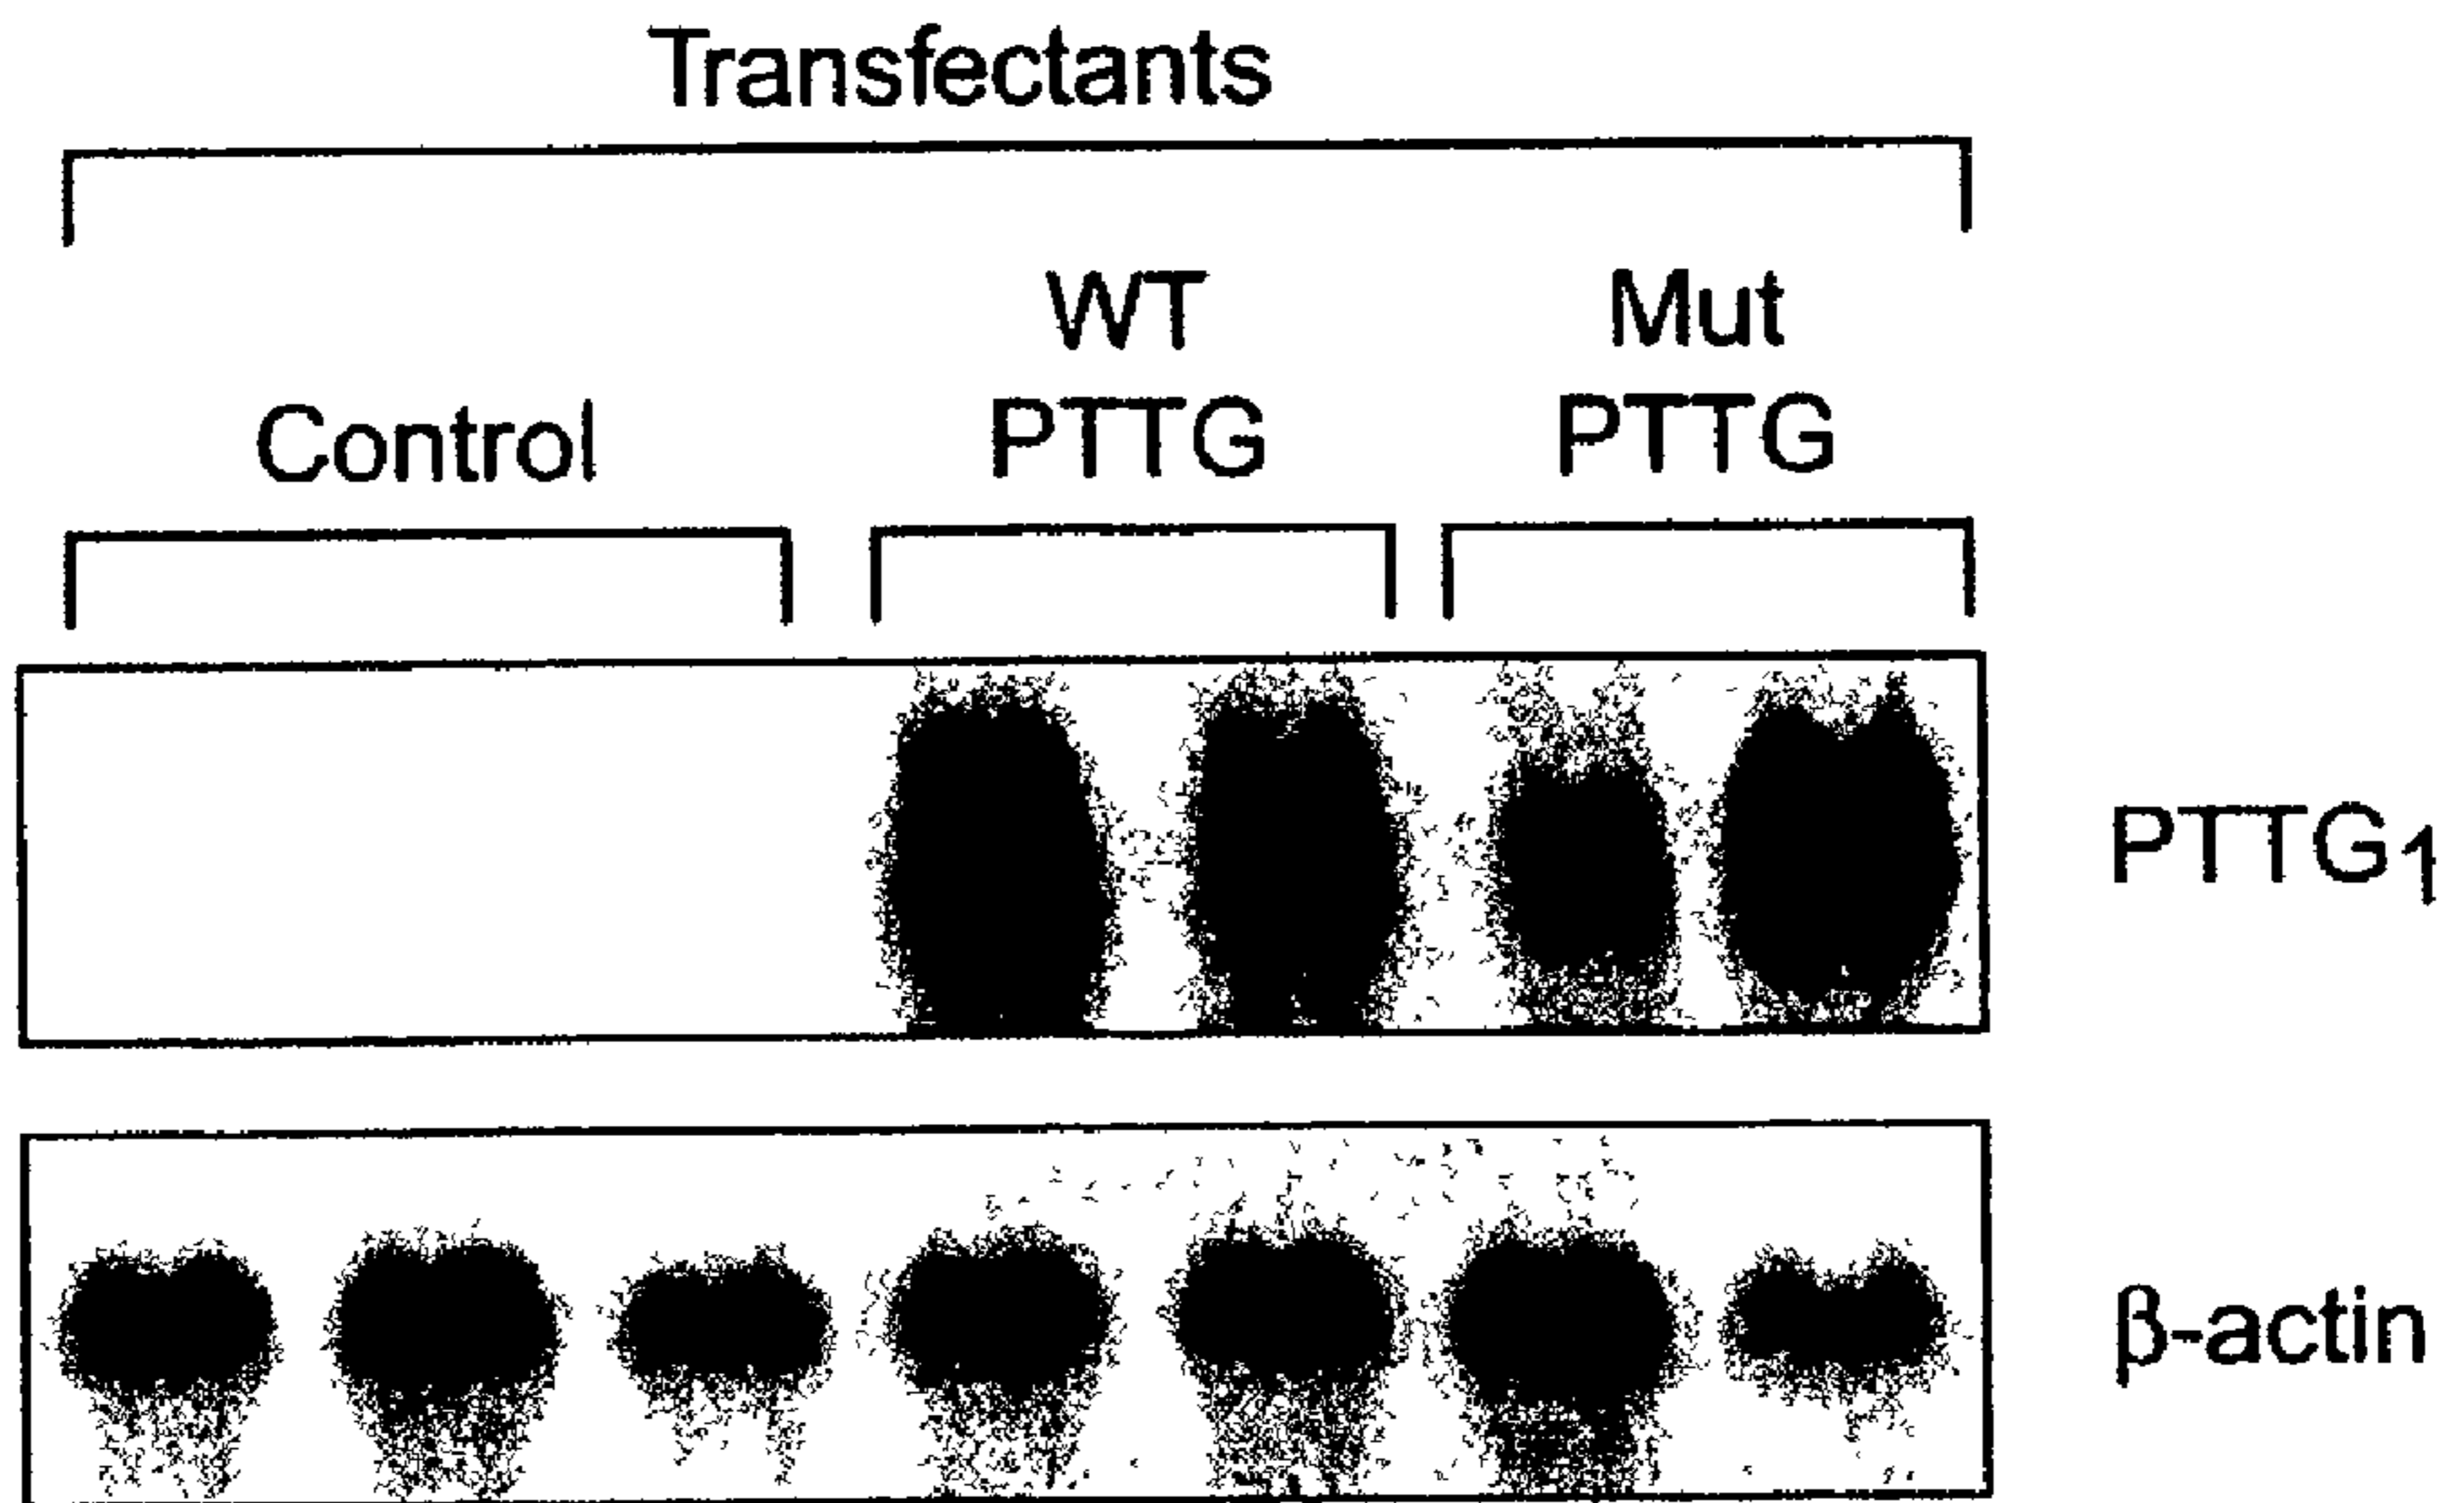 Transfectants
WT
Mut
Control
PTTG
PTTG
PTTG1
β-actin